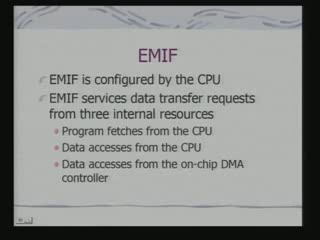 EMIF
EMIF is configured by the CPU
EMIF services data transfer requests
from three internal resources
Program fetches from the CPU
Data accesses from the CPU
Data accesses from the on-chip DMA
controller